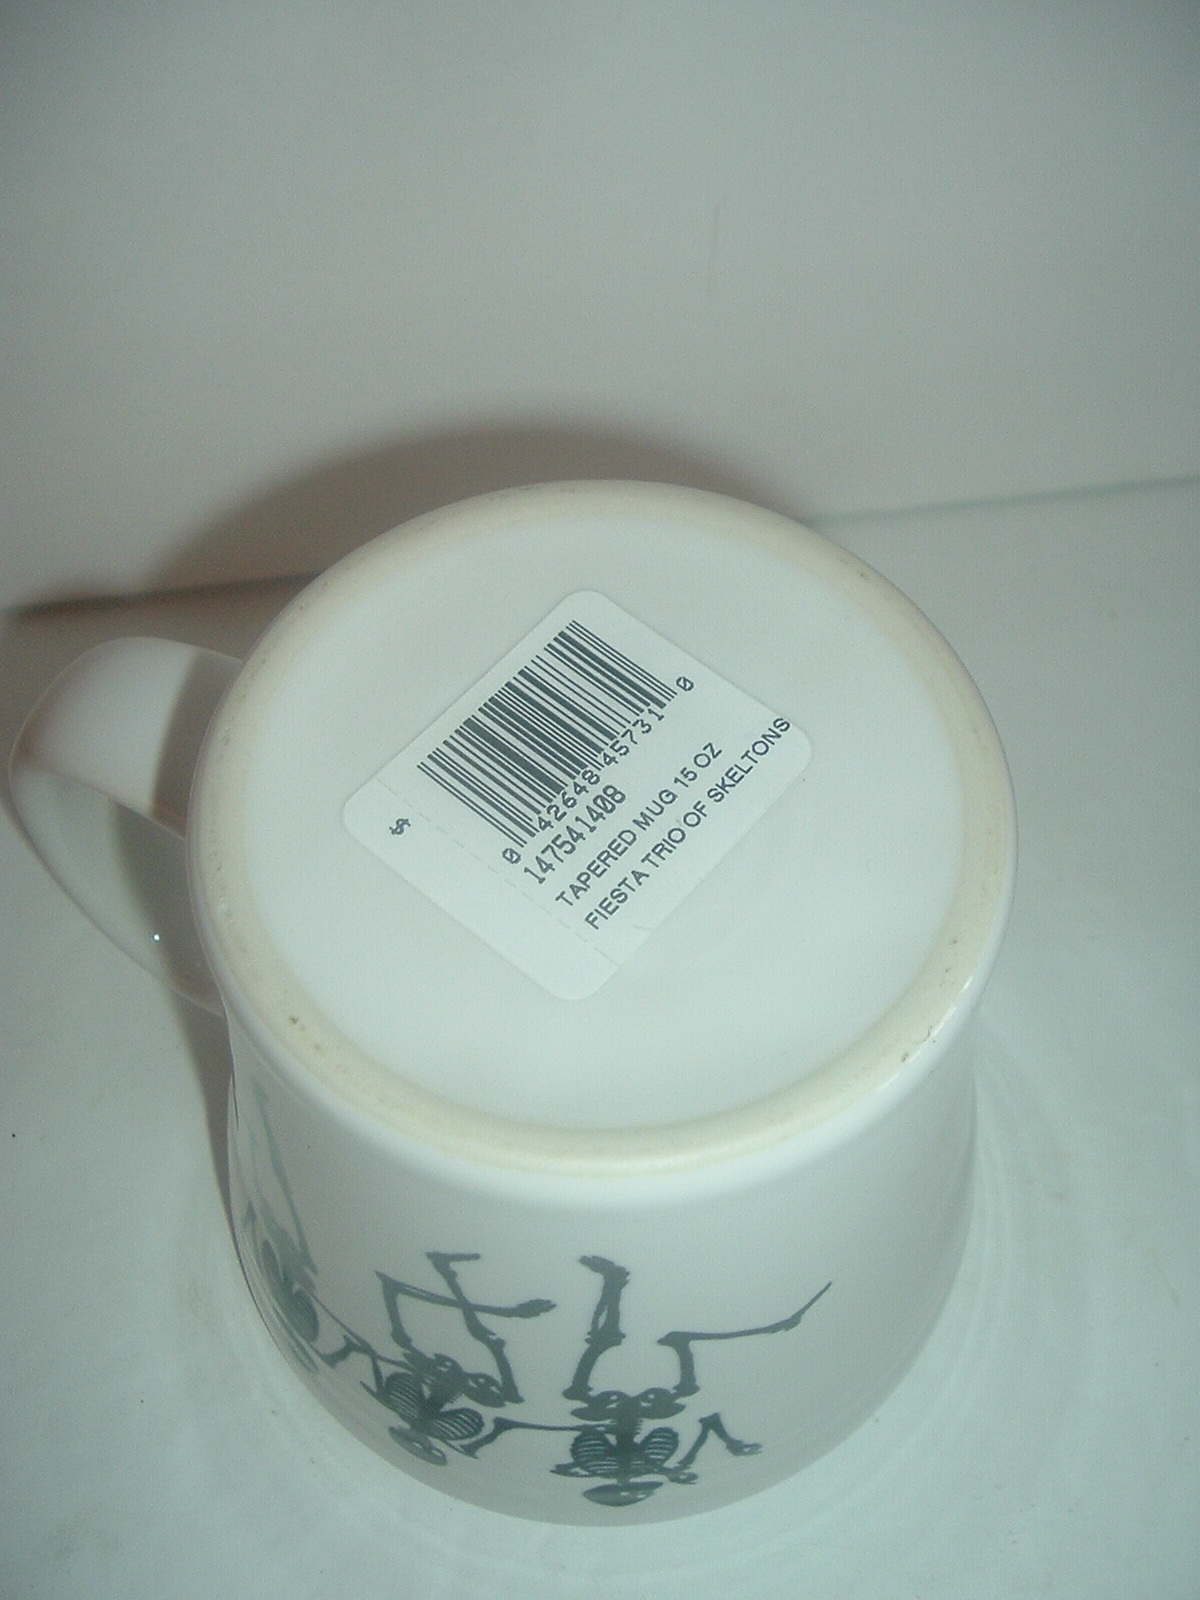 $
0 42648 45731 0
147541408
TAPERED MUG 15 OZ
FIESTA TRIO OF SKELTONS